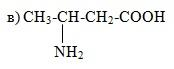 в) CH₃-CH-CH₂-COOH
NH₂